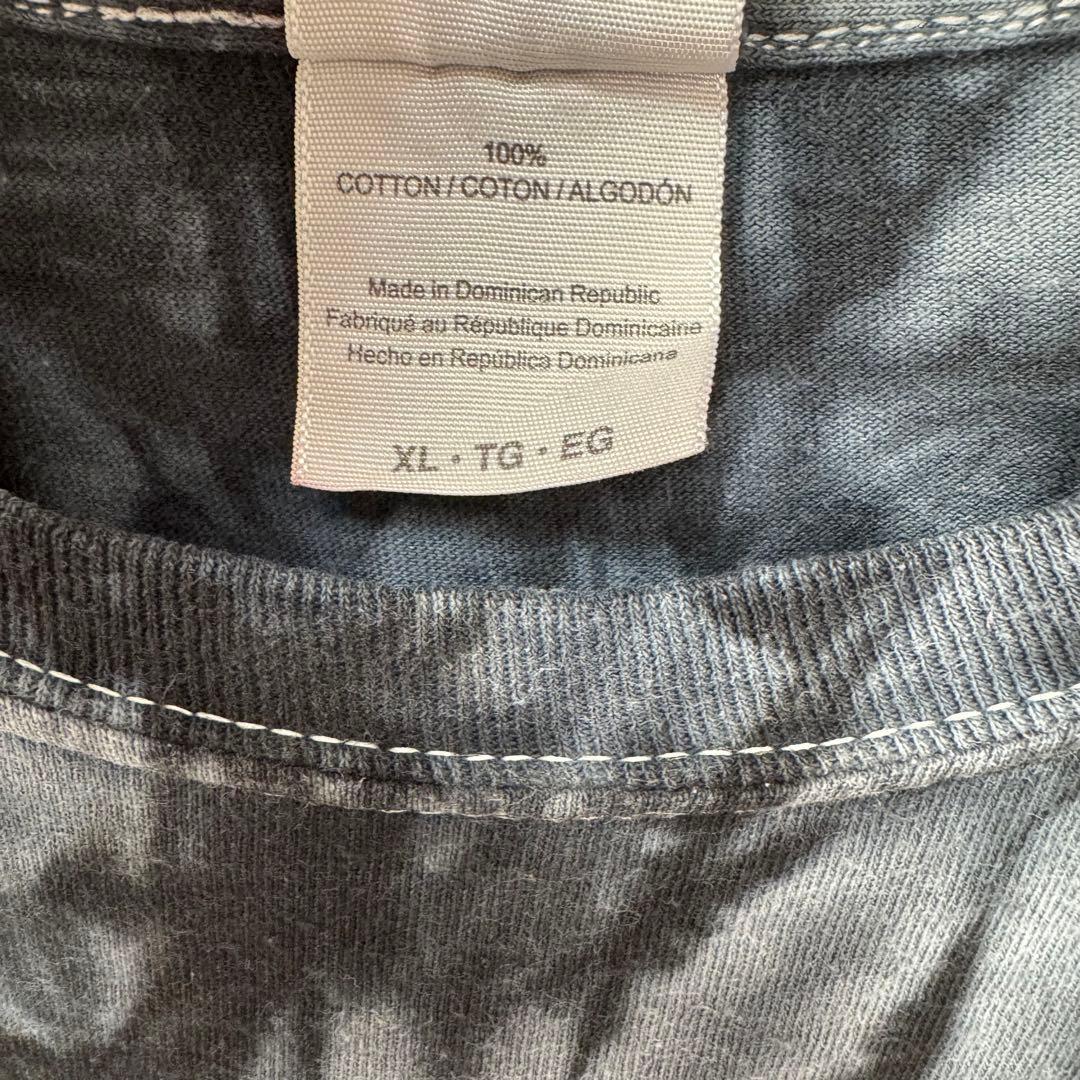 100%
COTTON / COTON / ALGODÓN
Made in Dominican Republic
Fabriqué au République Dominicaine
Hecho en República Dominicana
XL • TG • EG